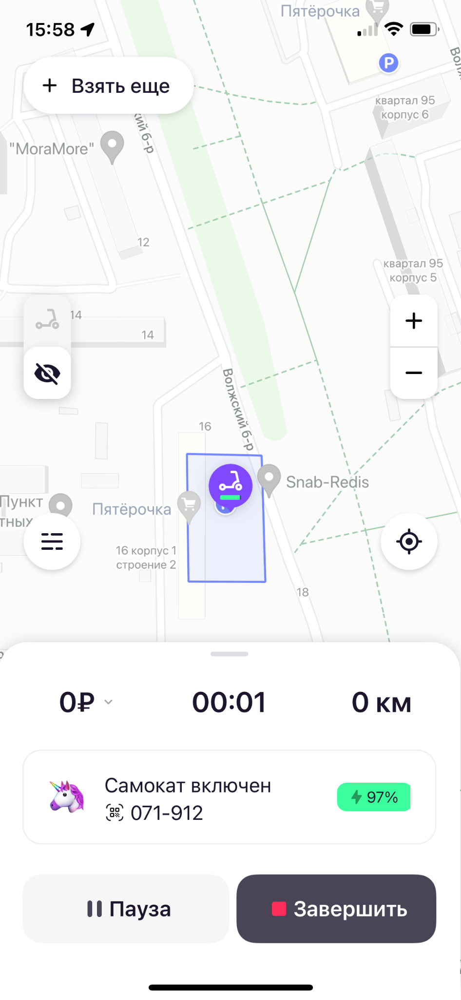 Пятёрочка
15:58
P
+ Взять еще
квартал 95
корпус 6
кий б-р
"MoraMore"
12
квартал 95
корпус 5
14
14
Волжский б-р
16
Snab-Redis
Пункт
тных
Пятёрочка
16 корпус 1
строение 2
18
0₽
00:01
0 км
Самокат включен
071-912
97%
Пауза
Завершить